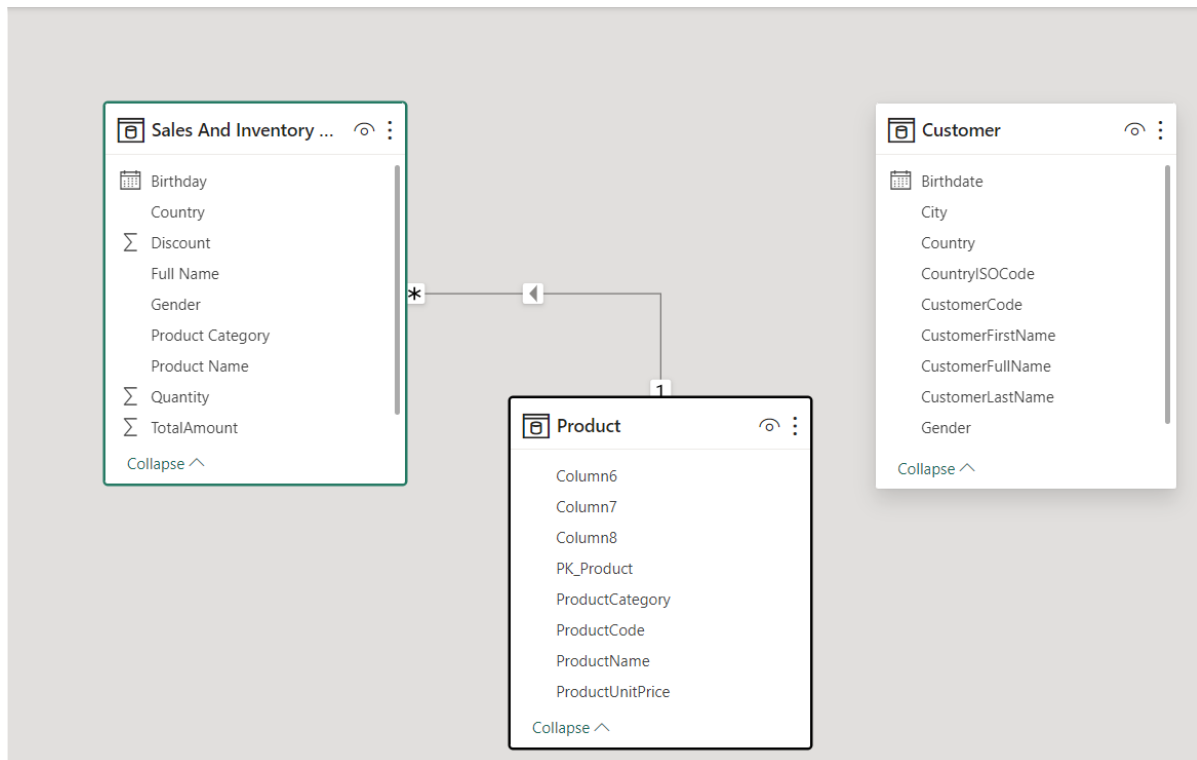 Sales And Inventory ...
Birthday
Country
Discount
Full Name
Gender
Product Category
Product Name
Quantity
TotalAmount
Collapse
*
1
Product
Column6
Column7
Column8
PK_Product
ProductCategory
ProductCode
ProductName
ProductUnitPrice
Collapse
Customer
Birthdate
City
Country
CountryISOCode
CustomerCode
CustomerFirstName
CustomerFullName
CustomerLastName
Gender
Collapse